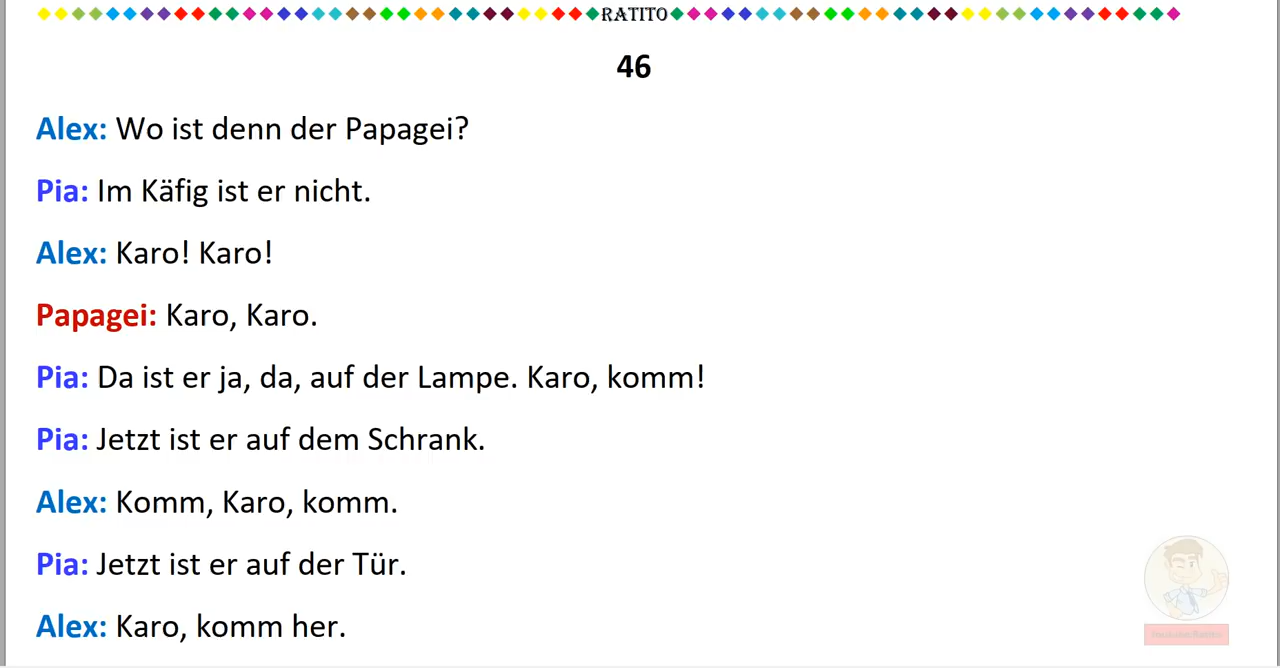 RATITO
46
Alex: Wo ist denn der Papagei?
Pia: Im Käfig ist er nicht.
Alex: Karo! Karo!
Papagei: Karo, Karo.
Pia: Da ist er ja, da, auf der Lampe. Karo, komm!
Pia: Jetzt ist er auf dem Schrank.
Alex: Komm, Karo, komm.
Pia: Jetzt ist er auf der Tür.
Alex: Karo, komm her.